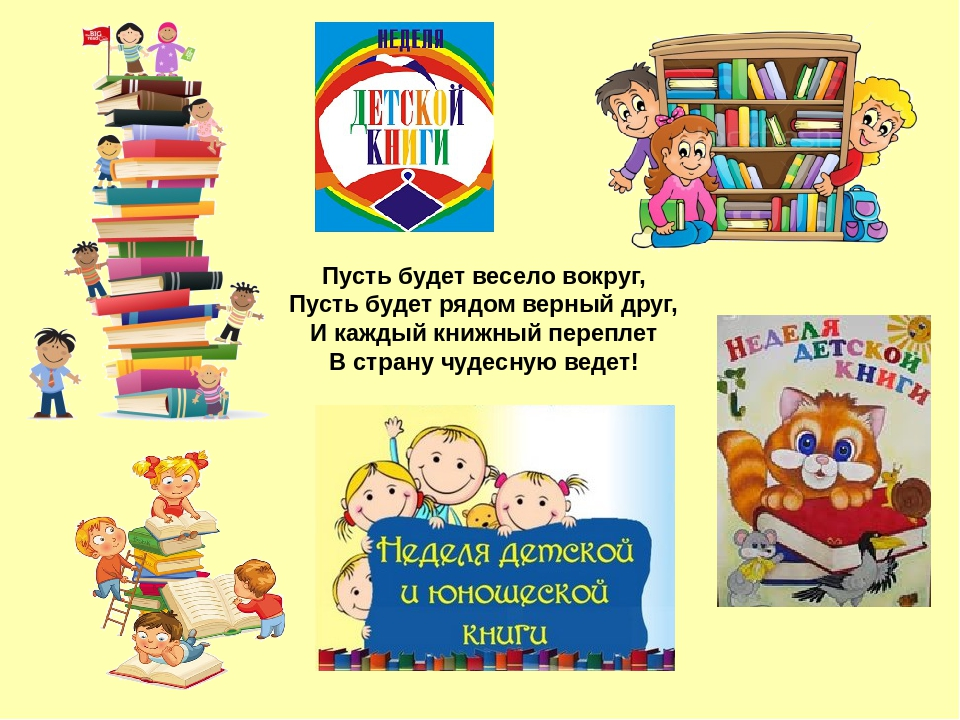 НЕДЕЛЯ
ДЕТСКОЙ
КНИГИ
Пусть будет весело вокруг,
Пусть будет рядом верный друг,
И каждый книжный переплет
В страну чудесную ведет!
НЕДЕЛЯ
ДЕТСКОЙ
КНИГИ
Неделя детской
и юношеской
книги